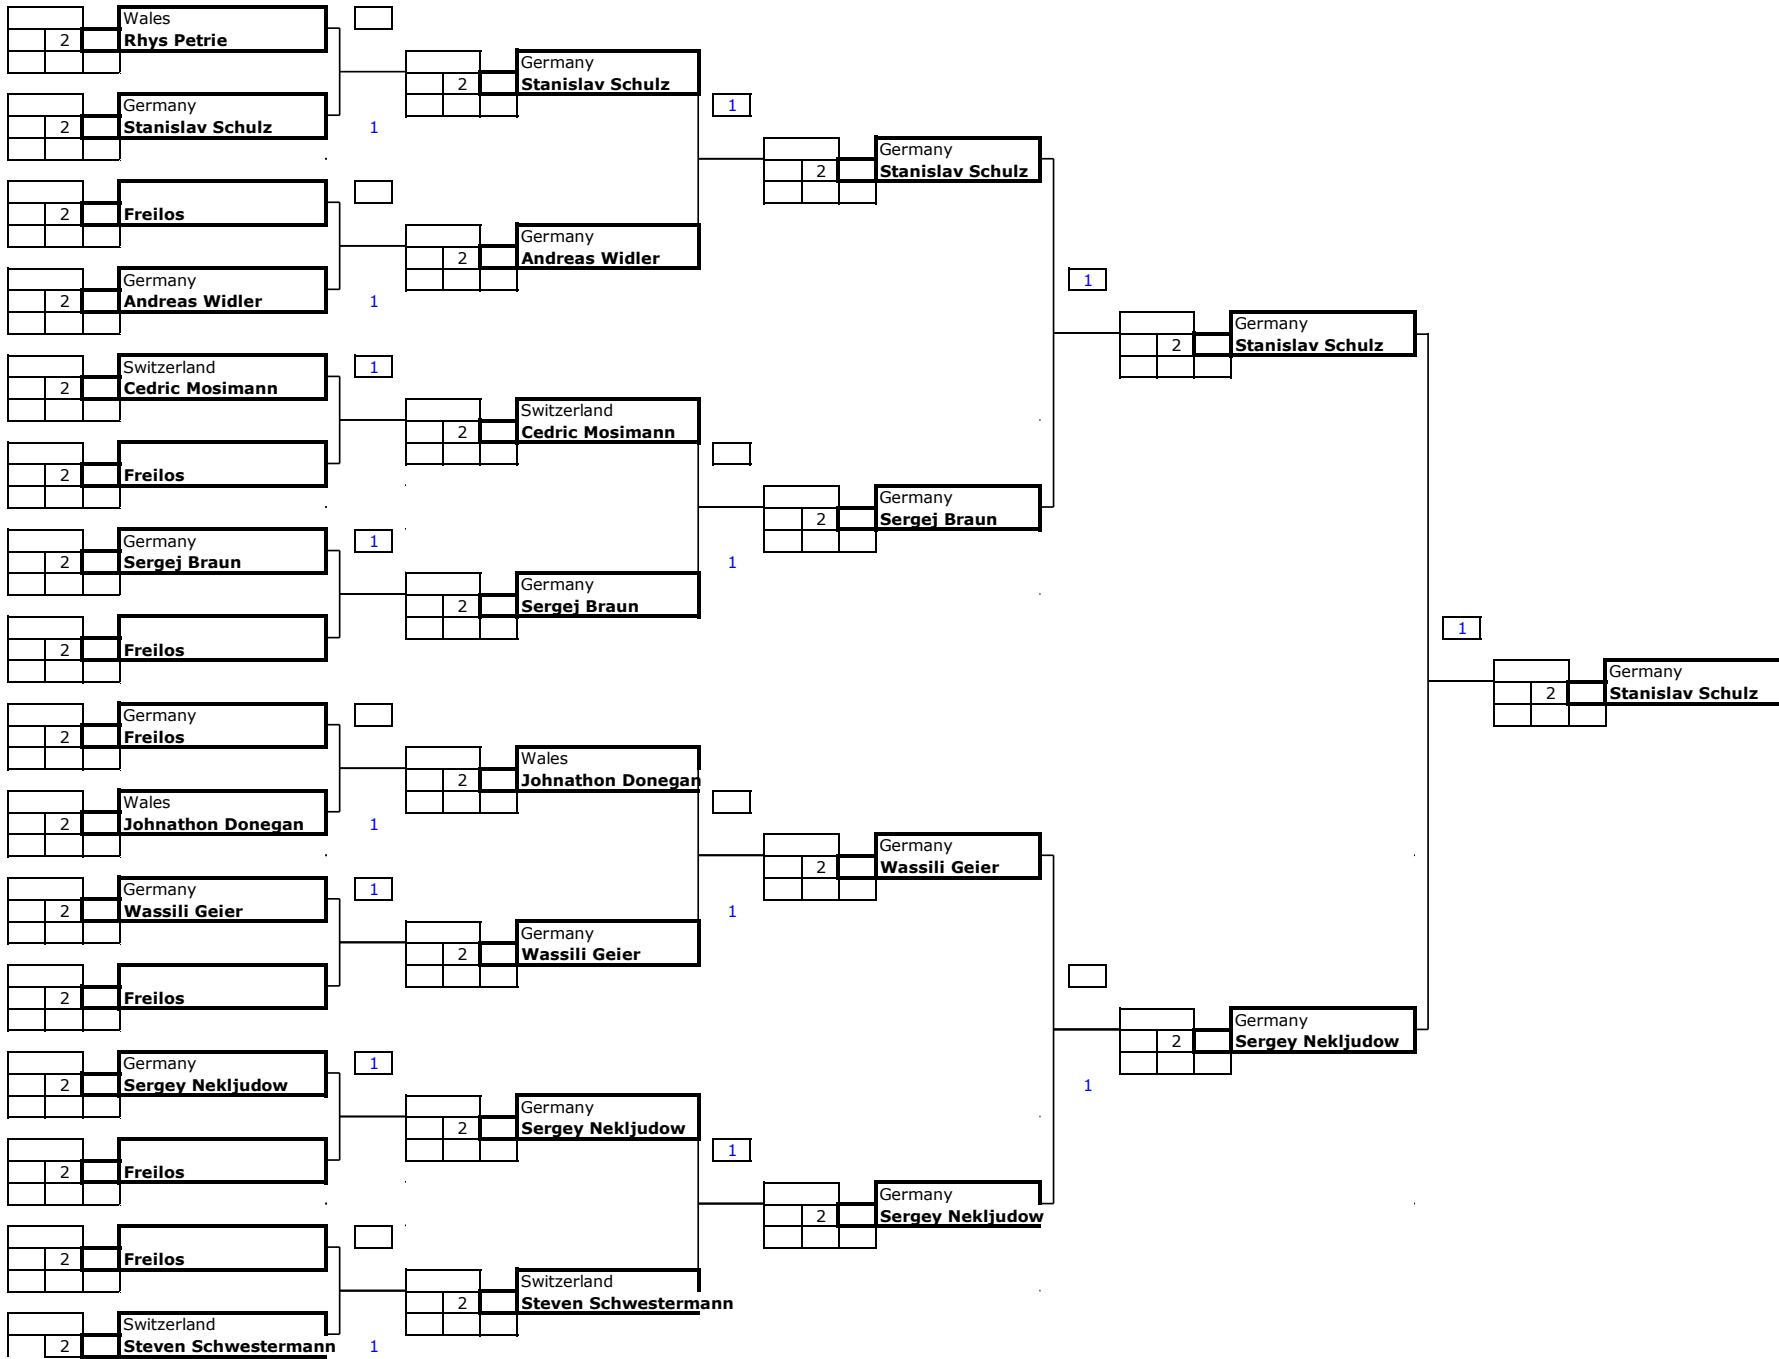 Wales
2 Rhys Petrie
Germany
2 Stanislav Schulz
1
2 Freilos
Germany
2 Andreas Widler
1
Switzerland
1
2 Cedric Mosimann
2 Freilos
Germany
1
2 Sergej Braun
2 Freilos
Germany
2 Freilos
Wales
2 Johnathon Donegan
1
Germany
1
2 Wassili Geier
2 Freilos
Germany
1
2 Sergey Nekljudow
2 Freilos
2 Freilos
Switzerland
2 Steven Schwestermann
1
Germany
2 Stanislav Schulz
1
Germany
2 Andreas Widler
Switzerland
2 Cedric Mosimann
Germany
2 Sergej Braun
1
Wales
2 Johnathon Donegan
Germany
2 Wassili Geier
1
Germany
2 Sergey Nekljudow
1
Switzerland
2 Steven Schwestermann
Germany
2 Stanislav Schulz
1
Germany
2 Sergej Braun
Germany
2 Wassili Geier
Germany
2 Sergey Nekljudow
1
Germany
2 Stanislav Schulz
1
Germany
2 Sergey Nekljudow
Germany
2 Stanislav Schulz